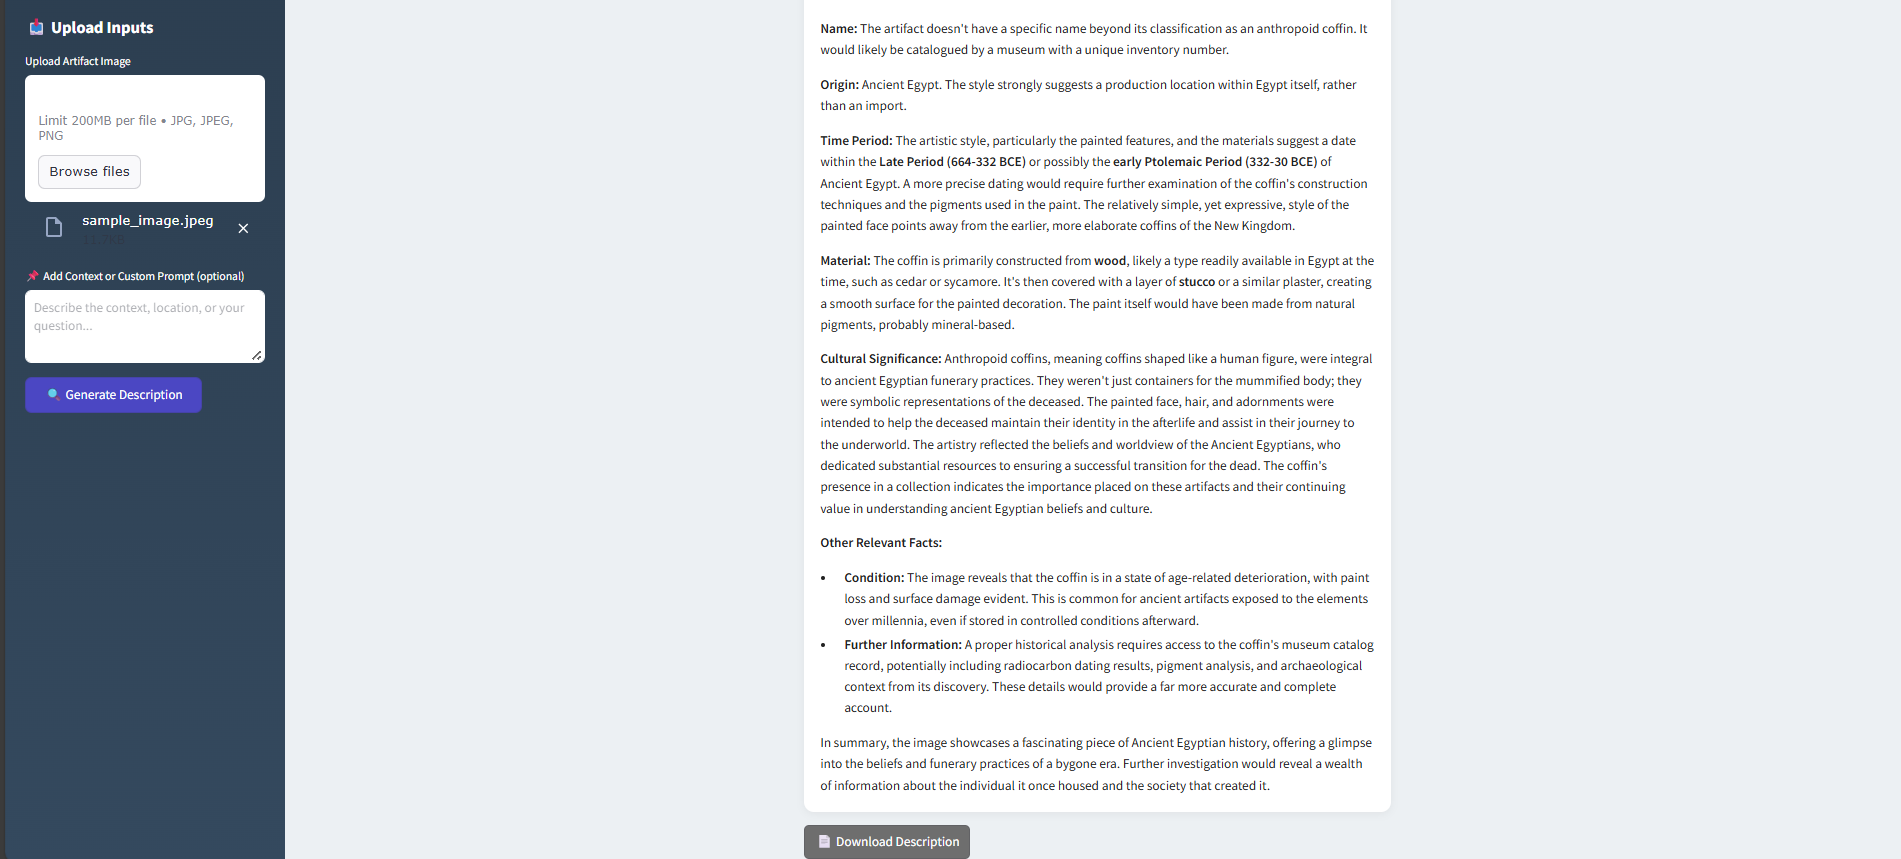 Upload Inputs
Upload Artifact Image
Limit 200MB per file • JPG, JPEG,
PNG
Browse files
sample_image.jpeg
Add Context or Custom Prompt (optional)
Describe the context, location, or your
question...
Generate Description
Name: The artifact doesn't have a specific name beyond its classification as an anthropoid coffin. It
would likely be catalogued by a museum with a unique inventory number.
Origin: Ancient Egypt. The style strongly suggests a production location within Egypt itself, rather
than an import.
Time Period: The artistic style, particularly the painted features, and the materials suggest a date
within the Late Period (664-332 BCE) or possibly the early Ptolemaic Period (332-30 BCE) of
Ancient Egypt. A more precise dating would require further examination of the coffin's construction
techniques and the pigments used in the paint. The relatively simple, yet expressive, style of the
painted face points away from the earlier, more elaborate coffins of the New Kingdom.
Material: The coffin is primarily constructed from wood, likely a type readily available in Egypt at the
time, such as cedar or sycamore. It's then covered with a layer of stucco or a similar plaster, creating
a smooth surface for the painted decoration. The paint itself would have been made from natural
pigments, probably mineral-based.
Cultural Significance: Anthropoid coffins, meaning coffins shaped like a human figure, were integral
to ancient Egyptian funerary practices. They weren't just containers for the mummified body; they
were symbolic representations of the deceased. The painted face, hair, and adornments were
intended to help the deceased maintain their identity in the afterlife and assist in their journey to
the underworld. The artistry reflected the beliefs and worldview of the Ancient Egyptians, who
dedicated substantial resources to ensuring a successful transition for the dead. The coffin's
presence in a collection indicates the importance placed on these artifacts and their continuing
value in understanding ancient Egyptian beliefs and culture.
Other Relevant Facts:
• Condition: The image reveals that the coffin is in a state of age-related deterioration, with paint
loss and surface damage evident. This is common for ancient artifacts exposed to the elements
over millennia, even if stored in controlled conditions afterward.
• Further Information: A proper historical analysis requires access to the coffin's museum catalog
record, potentially including radiocarbon dating results, pigment analysis, and archaeological
context from its discovery. These details would provide a far more accurate and complete
account.
In summary, the image showcases a fascinating piece of Ancient Egyptian history, offering a glimpse
into the beliefs and funerary practices of a bygone era. Further investigation would reveal a wealth
of information about the individual it once housed and the society that created it.
Download Description